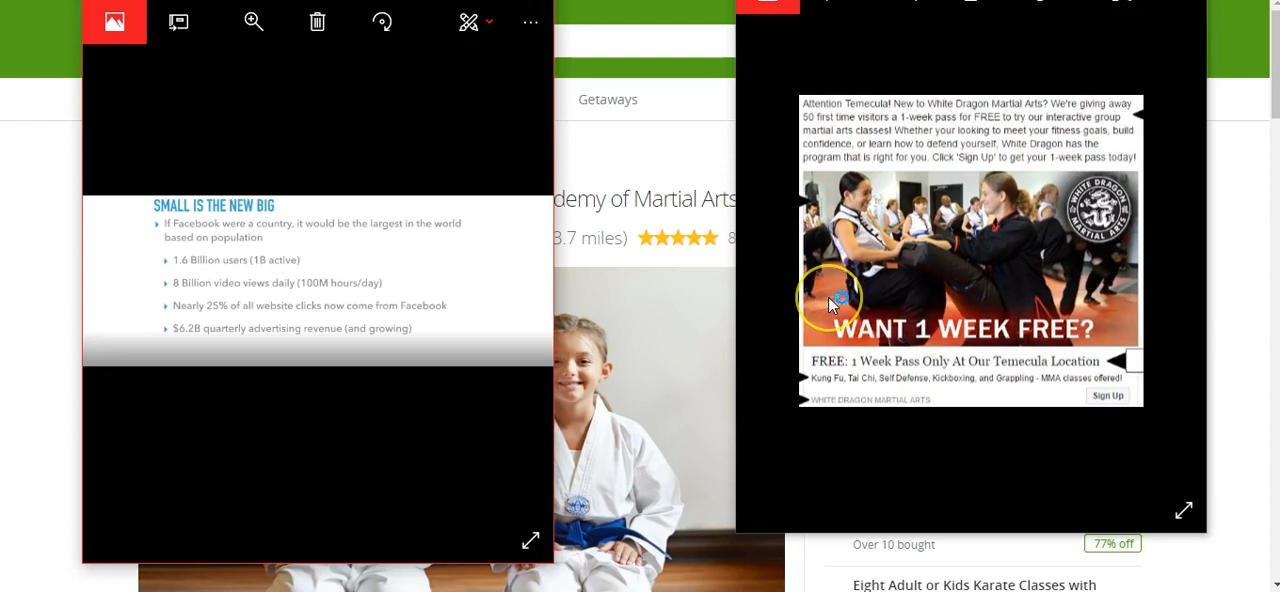 Getaways
SMALL IS THE NEW BIG
If Facebook were a country, it would be the largest in the world
based on population
1.6 Billion users (1B active)
8 Billion video views daily (100M hours/day)
Nearly 25% of all website clicks now come from Facebook
$6.2B quarterly advertising revenue (and growing)
demy of Martial Arts
3.7 miles)
8
Attention Temecula! New to White Dragon Martial Arts? We're giving away
50 first time visitors a 1-week pass for FREE to try our interactive group
martial arts classes! Whether your looking to meet your fitness goals, build
confidence, or learn how to defend yourself, White Dragon has the
program that is right for you. Click 'Sign Up' to get your 1-week pass today!
WHITE DRAGON
MARTIAL ARTS
WANT 1 WEEK FREE?
FREE: 1 Week Pass Only At Our Temecula Location
Kung Fu, Tai Chi, Self Defense, Kickboxing, and Grappling - MMA classes offered!
WHITE DRAGON MARTIAL ARTS
Sign Up
Over 10 bought
77% off
Eight Adult or Kids Karate Classes with